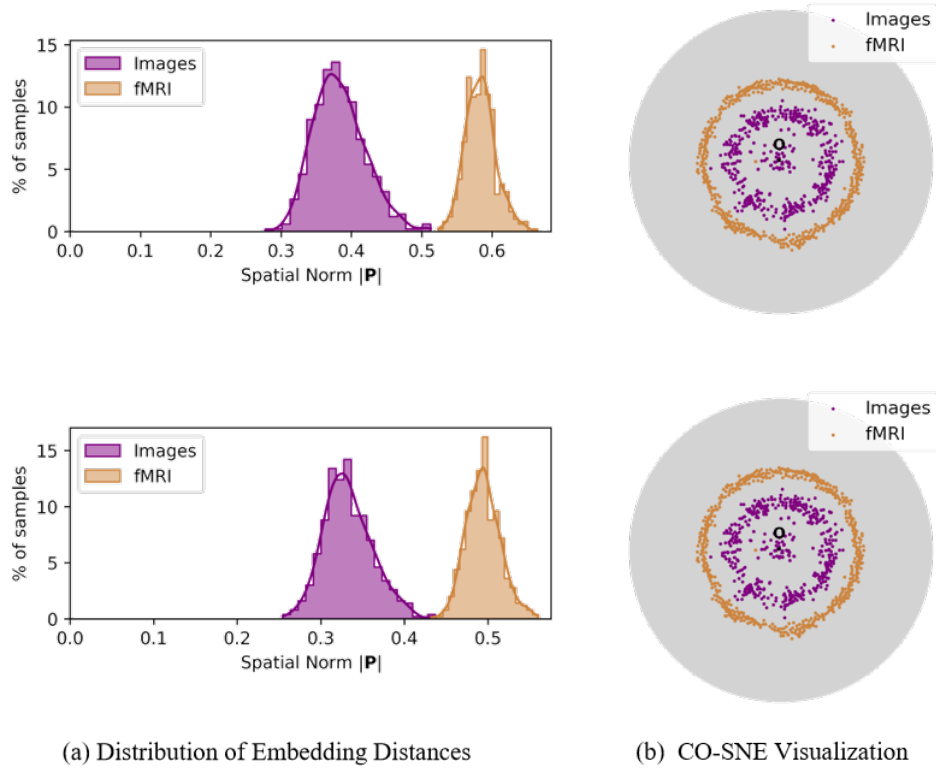 Images
fMRI
15
10
5
0
% of samples
0.0 0.1 0.2 0.3 0.4 0.5 0.6
Spatial Norm |P|
Images
fMRI
O
Images
fMRI
15
10
5
0
% of samples
0.0 0.1 0.2 0.3 0.4 0.5
Spatial Norm |P|
Images
fMRI
O
(a) Distribution of Embedding Distances
(b) CO-SNE Visualization